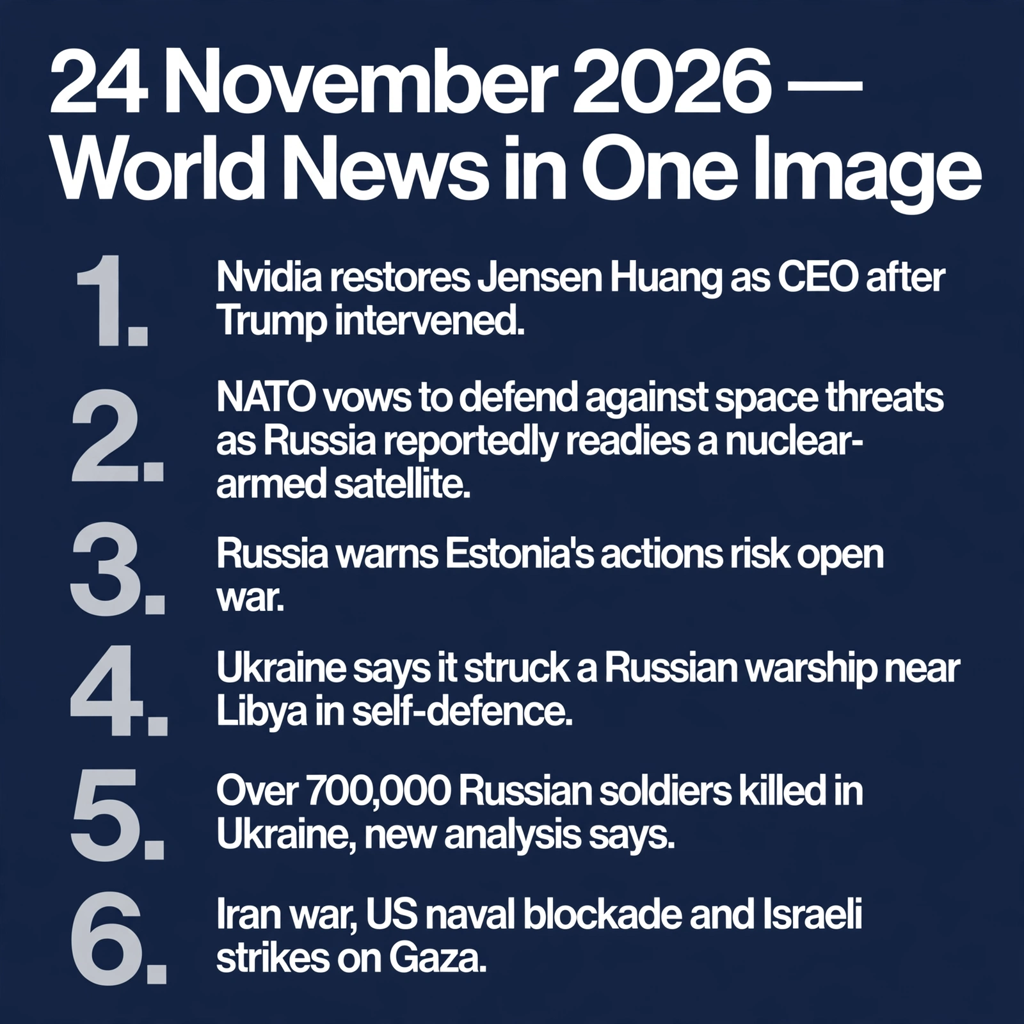 24 November 2026 —
World News in One Image
1. Nvidia restores Jensen Huang as CEO after
Trump intervened.
2. NATO vows to defend against space threats
as Russia reportedly readies a nuclear-
armed satellite.
3. Russia warns Estonia's actions risk open
war.
4. Ukraine says it struck a Russian warship near
Libya in self-defence.
5. Over 700,000 Russian soldiers killed in
Ukraine, new analysis says.
6. Iran war, US naval blockade and Israeli
strikes on Gaza.